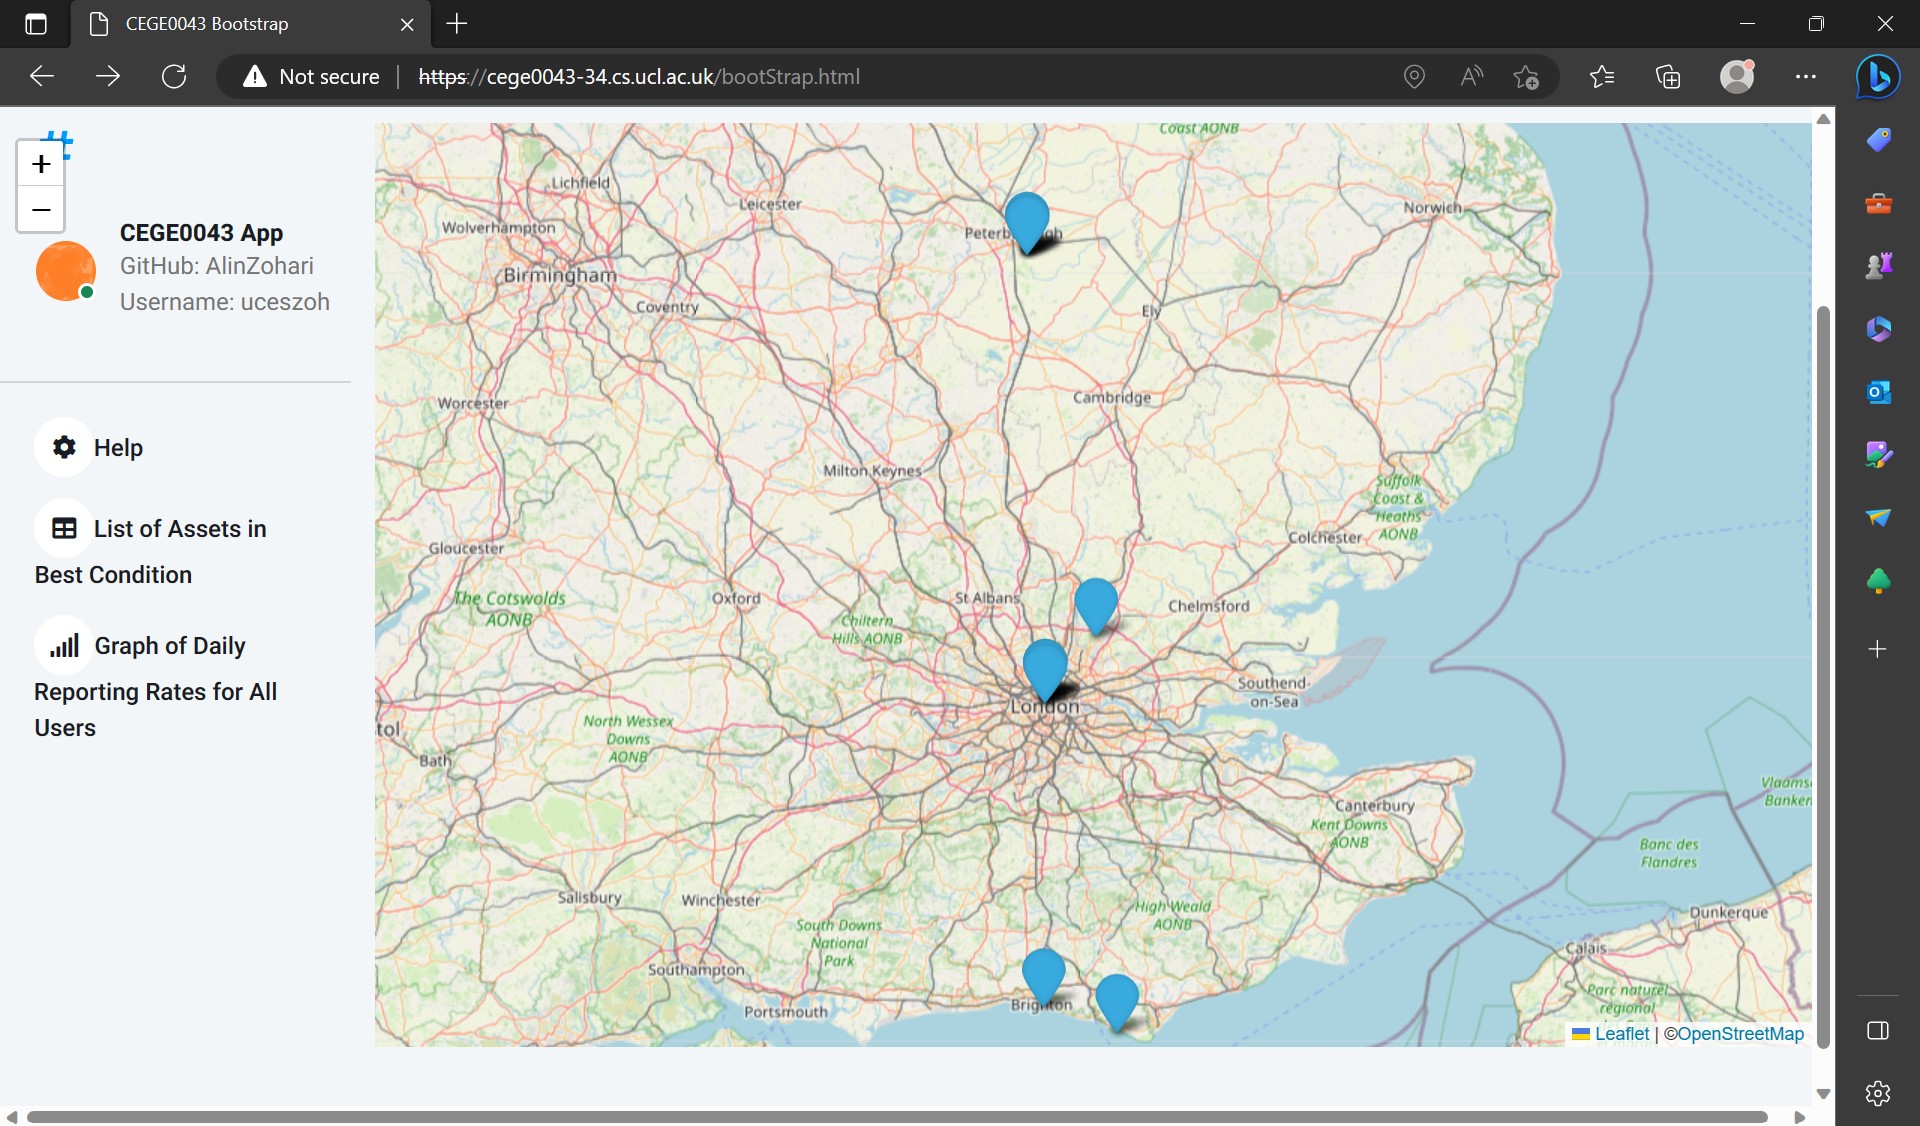 CEGE0043 Bootstrap
Not secure
https://cege0043-34.cs.ucl.ac.uk/bootStrap.html
#
+
−
CEGE0043 App
GitHub: AlinZohari
Username: uceszoh
Help
List of Assets in
Best Condition
Graph of Daily
Reporting Rates for All
Users
Coast AONB
Lichfield
Leicester
Norwich
Wolverhampton
Birmingham
Coventry
Ely
Worcester
Cambridge
Milton Keynes
Suffolk
Coast &
Heaths
AONB
Colchester
Gloucester
The Cotswolds
AONB
Oxford
St Albans
Chelmsford
Chiltern
Hills AONB
Southend-
on-Sea
London
North Wessex
Downs
AONB
tol
Bath
Vlaams
Banken
Canterbury
Kent Downs
AONB
Banc des
Flandres
Salisbury
Winchester
High Weald
AONB
Dunkerque
South Downs
National
Park
Calais
Southampton
Parc naturel
régional
Brighton
Portsmouth
Leaflet | ©OpenStreetMap